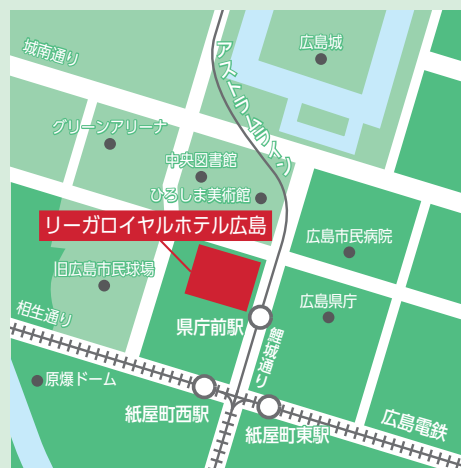 城南通り
広島城
アストラムライン
グリーンアリーナ
中央図書館
ひろしま美術館
リーガロイヤルホテル広島
広島市民病院
旧広島市民球場
広島県庁
相生通り
県庁前駅
鯉城通り
原爆ドーム
紙屋町西駅
紙屋町東駅
広島電鉄